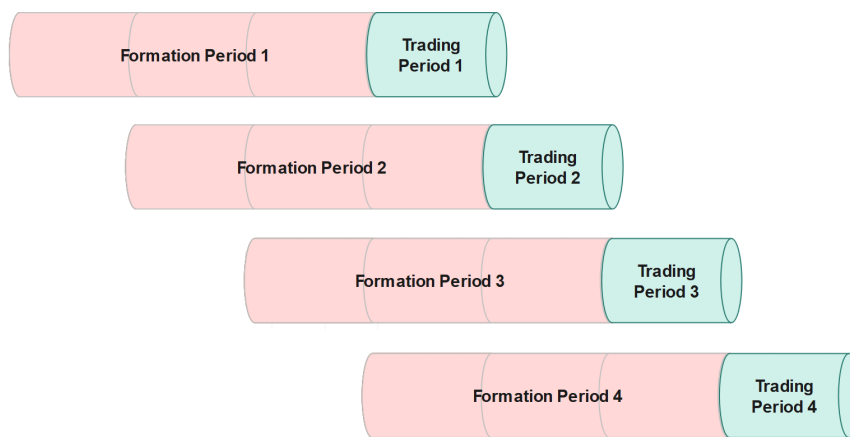 Formation Period 1
Trading
Period 1
Formation Period 2
Trading
Period 2
Formation Period 3
Trading
Period 3
Formation Period 4
Trading
Period 4